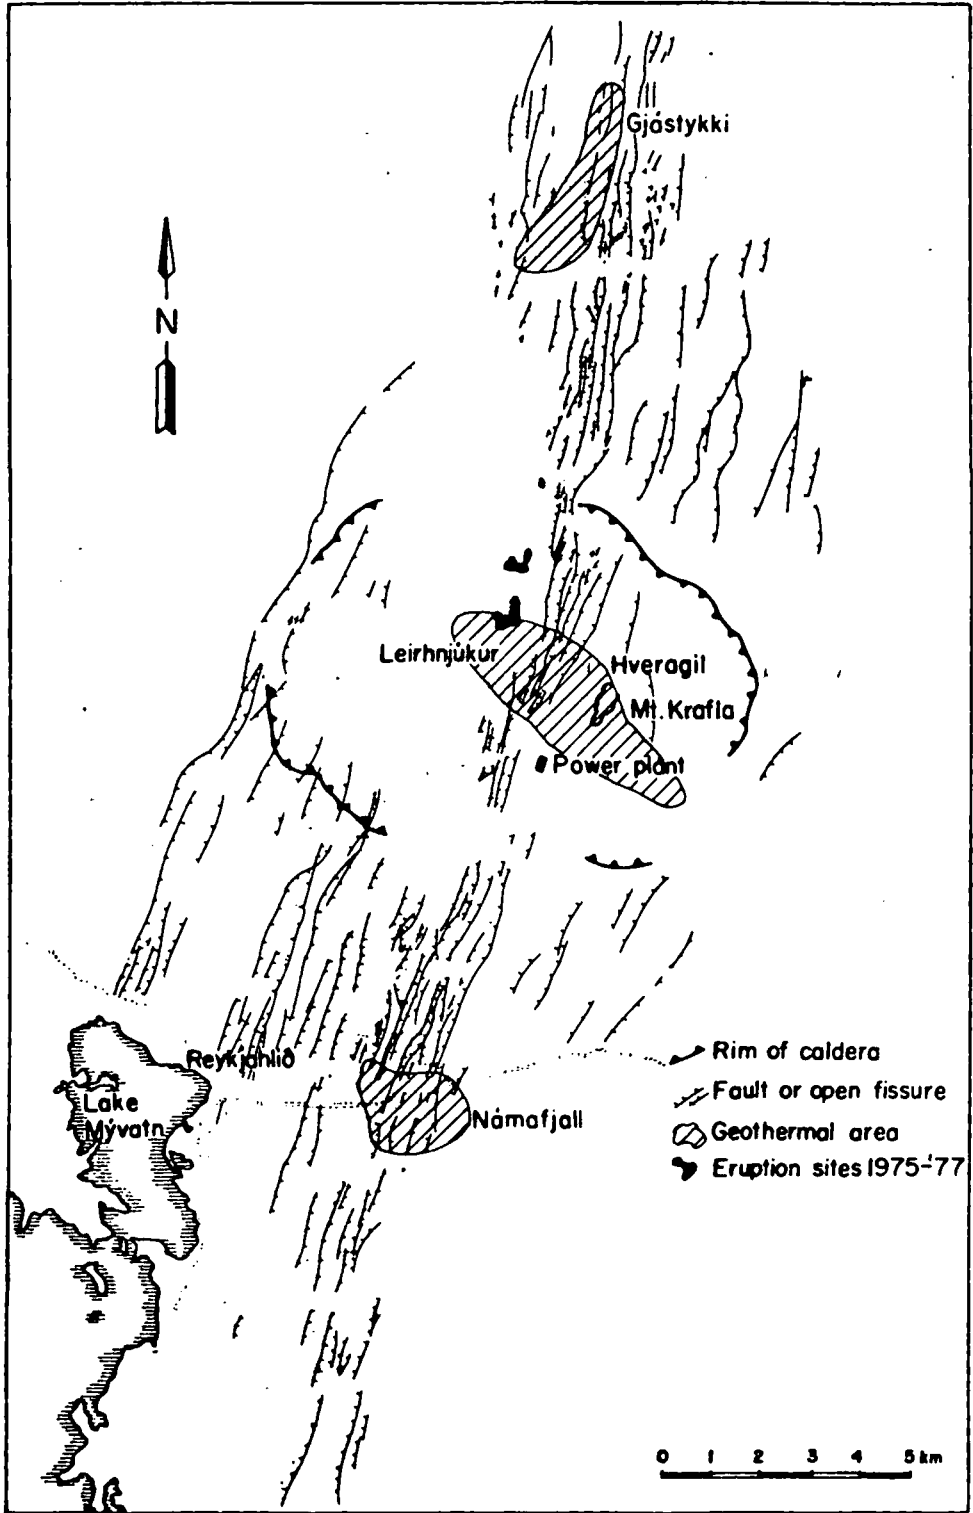 Gjástykki
N
Leirhnjúkur
Hveragil
Mt. Krafla
Power plant
Reykjahlið
Lake
Mývatn
Námafjall
Rim of caldera
Fault or open fissure
Geothermal area
Eruption sites 1975-'77
0 1 2 3 4 5 km